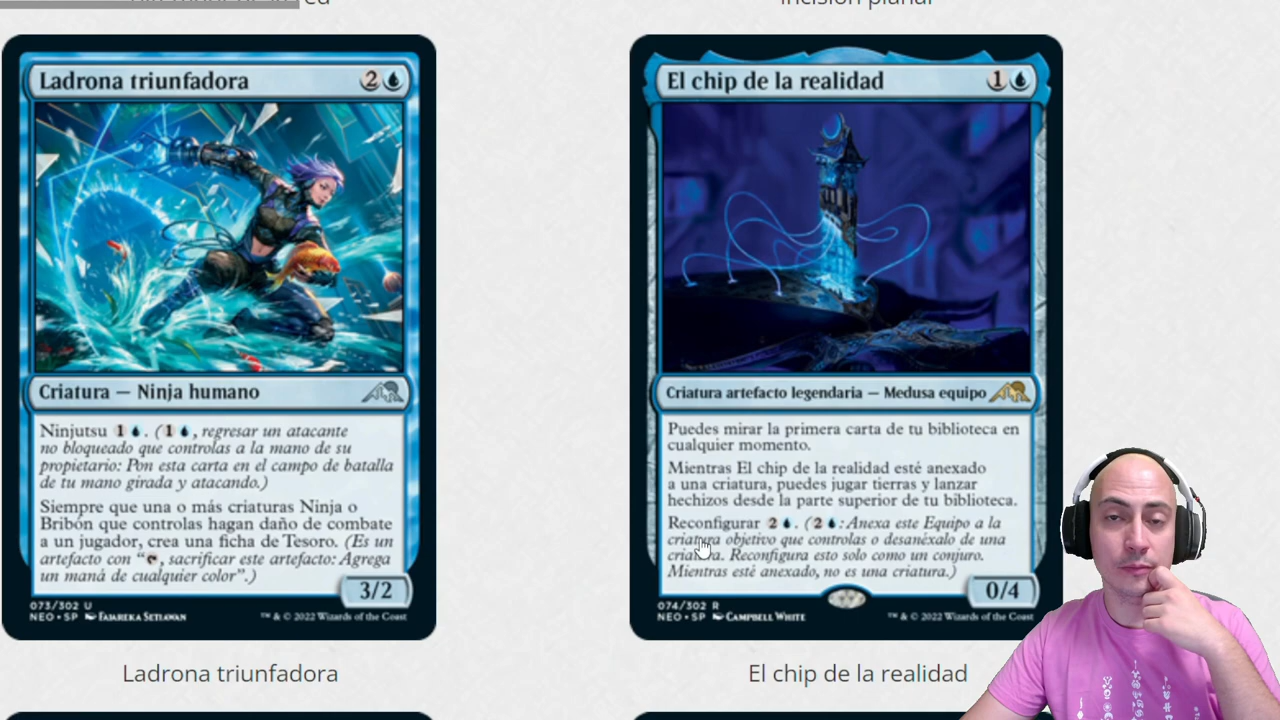 Incisión planar
Ladrona triunfadora 2
Criatura — Ninja humano
Ninjutsu 1 . (1 , regresar un atacante
no bloqueado que controlas a la mano de su
propietario: Pon esta carta en el campo de batalla
de tu mano girada y atacando.)
Siempre que una o más criaturas Ninja o
Bribón que controlas hagan daño de combate
a un jugador, crea una ficha de Tesoro. (Es un
artefacto con “ , sacrificar este artefacto: Agrega
un maná de cualquier color”.)
3/2
073/302 U
NEO • SP Fajareka Setiawan
™ & © 2022 Wizards of the Coast
Ladrona triunfadora
El chip de la realidad 1
Criatura artefacto legendaria — Medusa equipo
Puedes mirar la primera carta de tu biblioteca en
cualquier momento.
Mientras El chip de la realidad esté anexado
a una criatura, puedes jugar tierras y lanzar
hechizos desde la parte superior de tu biblioteca.
Reconfigurar 2 . (2 : Anexa este Equipo a la
criatura objetivo que controlas o desanéxalo de una
criatura. Reconfigura esto solo como un conjuro.
Mientras esté anexado, no es una criatura.)
0/4
074/302 R
NEO • SP Campbell White
™ & © 2022 Wizards of the Coast
El chip de la realidad